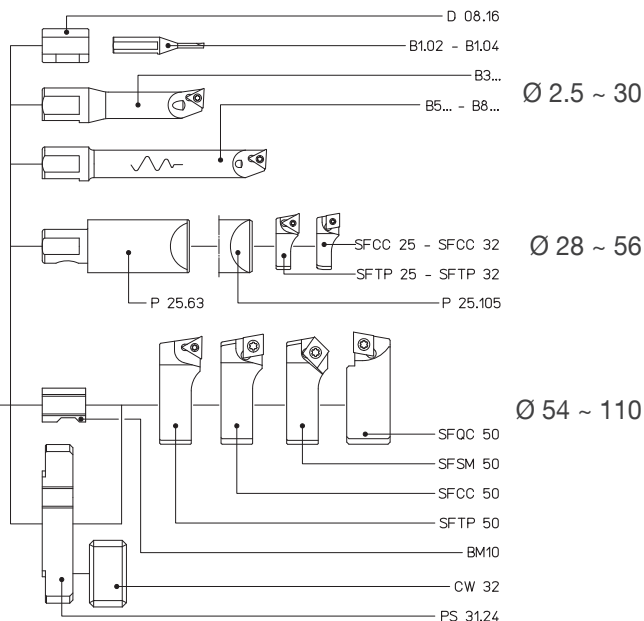 D 08.16
B1.02 - B1.04
B3...
Ø 2.5 ~ 30
B5... - B8...
SFCC 25 - SFCC 32
Ø 28 ~ 56
SFTP 25 - SFTP 32
P 25.63
P 25.105
Ø 54 ~ 110
SFQC 50
SFSM 50
SFCC 50
SFTP 50
BM10
CW 32
PS 31.24